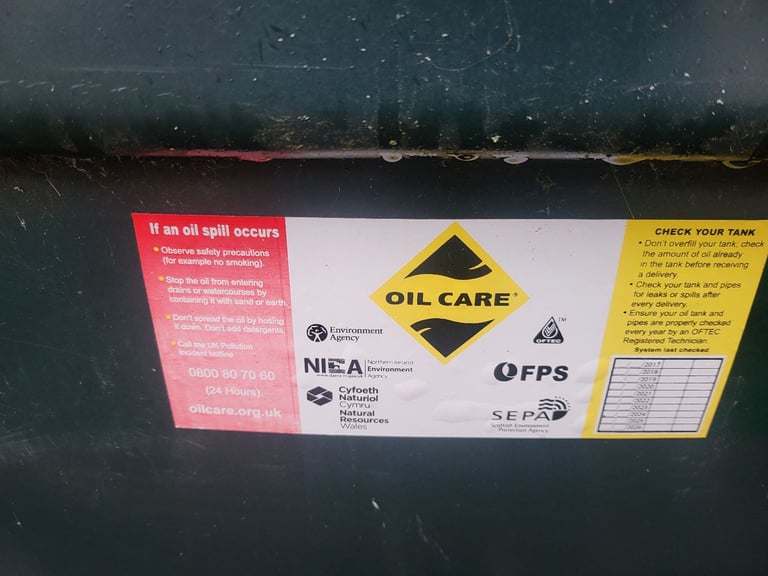 If an oil spill occurs
• Observe safety precautions
(for example no smoking).
• Stop the oil from entering
drains or watercourses by
containing it with sand or earth.
• Don't spread the oil by hosing
it down. Don't add detergents.
• Call the UK Pollution
Incident hotline
0800 80 70 60
(24 Hours).
oilcare.org.uk
OIL CARE®
Environment
Agency
NIEA
Northern Ireland
Environment
Agency
Cyfoeth
Naturiol
Cymru
Natural
Resources
Wales
OFTEC
TM
FPS
SEPA
Scottish Environment
Protection Agency
CHECK YOUR TANK
• Don't overfill your tank; check
the amount of oil already
in the tank before receiving
a delivery.
• Check your tank and pipes
for leaks or spills after
every delivery.
• Ensure your oil tank and
pipes are properly checked
every year by an OFTEC
Registered Technician.
System last checked
/ / 2017
/ / 2018
/ / 2019
/ / 2020
/ / 2021
/ / 2022
/ / 2023
/ / 2024
/ / 2025
/ / 2026